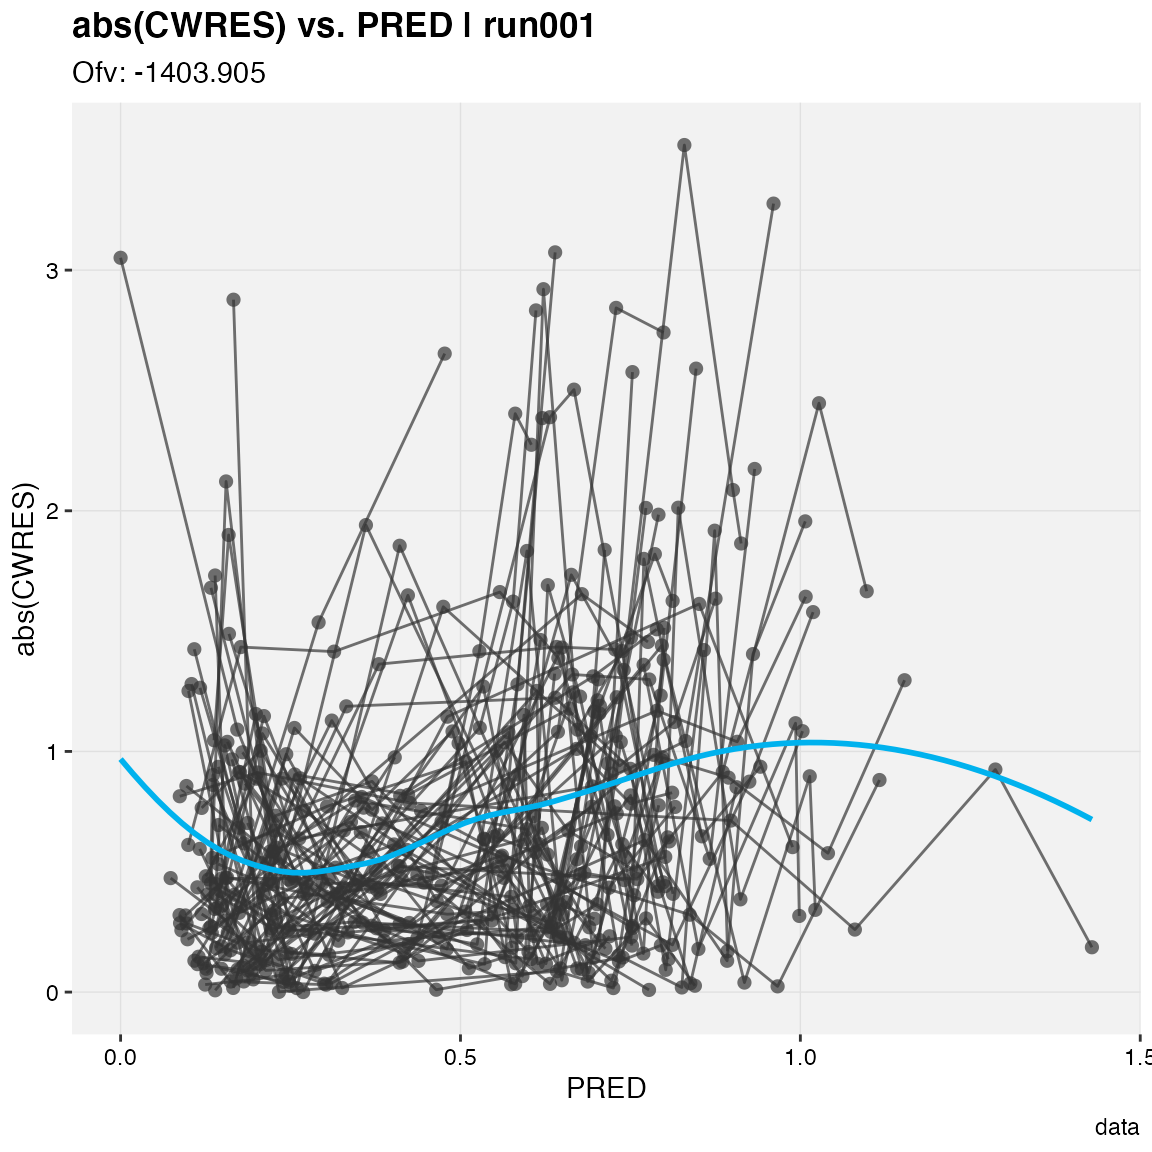 abs(CWRES) vs. PRED | run001
Ofv: -1403.905
abs(CWRES)
3
2
1
0
0.0 0.5 1.0 1.5
PRED
data